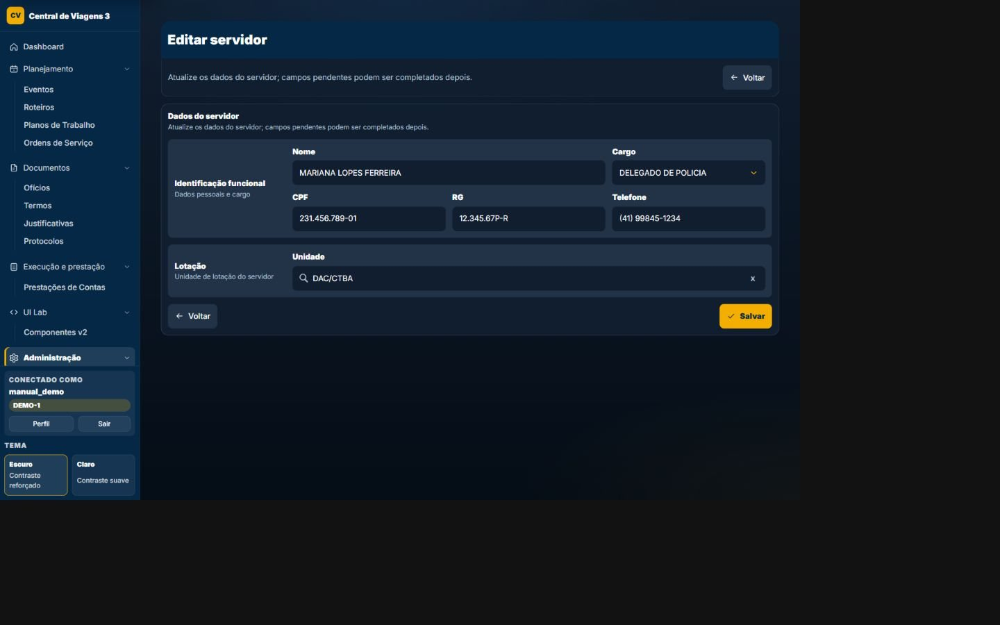 CV Central de Viagens 3
Dashboard
Planejamento
Eventos
Roteiros
Planos de Trabalho
Ordens de Serviço
Documentos
Ofícios
Termos
Justificativas
Protocolos
Execução e prestação
Prestações de Contas
UI Lab
Componentes v2
Administração
CONECTADO COMO
manual_demo
DEMO-1
Perfil Sair
TEMA
Escuro
Contraste
reforçado
Claro
Contraste suave
Editar servidor
Atualize os dados do servidor; campos pendentes podem ser completados depois.
Voltar
Dados do servidor
Atualize os dados do servidor; campos pendentes podem ser completados depois.
Identificação funcional
Dados pessoais e cargo
Nome
MARIANA LOPES FERREIRA
Cargo
DELEGADO DE POLICIA
CPF
231.456.789-01
RG
12.345.67P-R
Telefone
(41) 99845-1234
Lotação
Unidade de lotação do servidor
Unidade
DAC/CTBA x
Voltar
Salvar